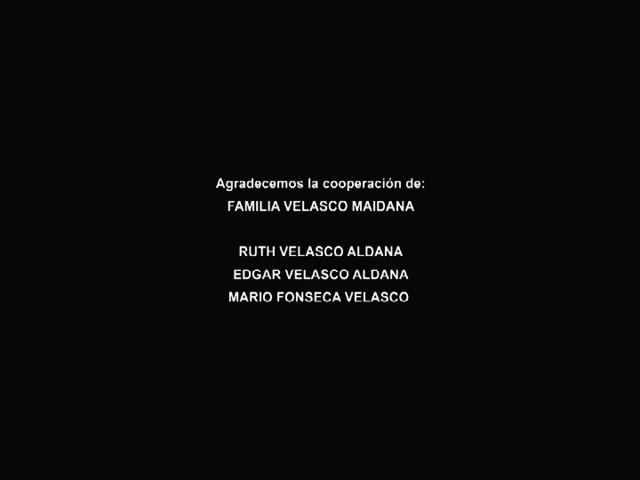 Agradecemos la cooperación de:
FAMILIA VELASCO MAIDANA
RUTH VELASCO ALDANA
EDGAR VELASCO ALDANA
MARIO FONSECA VELASCO